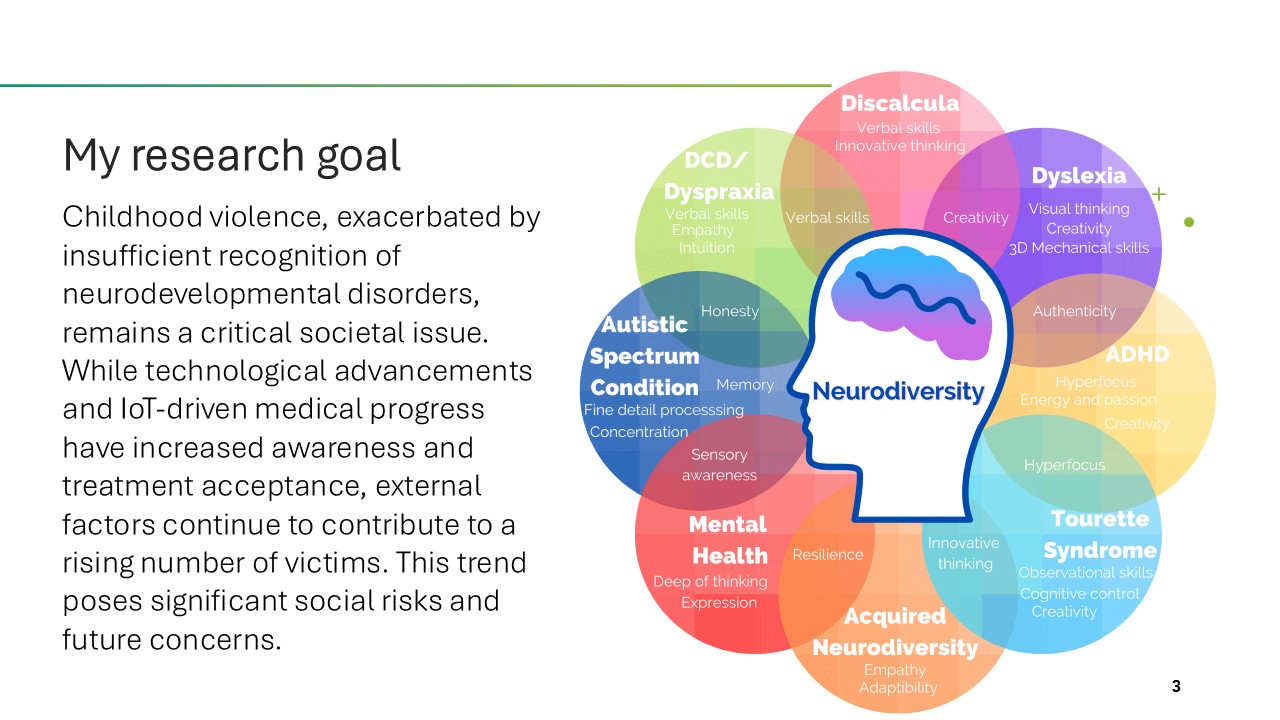 My research goal
Childhood violence, exacerbated by
insufficient recognition of
neurodevelopmental disorders,
remains a critical societal issue.
While technological advancements
and IoT-driven medical progress
have increased awareness and
treatment acceptance, external
factors continue to contribute to a
rising number of victims. This trend
poses significant social risks and
future concerns.
Discalcula
Verbal skills
Innovative thinking
DCD/
Dyspraxia
Verbal skills
Empathy
Intuition
Verbal skills
Creativity
Dyslexia
Visual thinking
Creativity
3D Mechanical skills
Honesty
Authenticity
Autistic
Spectrum
Condition
Memory
Fine detail processsing
Concentration
Neurodiversity
ADHD
Hyperfocus
Energy and passion
Creativity
Sensory
awareness
Hyperfocus
Mental
Health
Deep of thinking
Expression
Resilience
Innovative
thinking
Tourette
Syndrome
Observational skills
Cognitive control
Creativity
Acquired
Neurodiversity
Empathy
Adaptibility
3